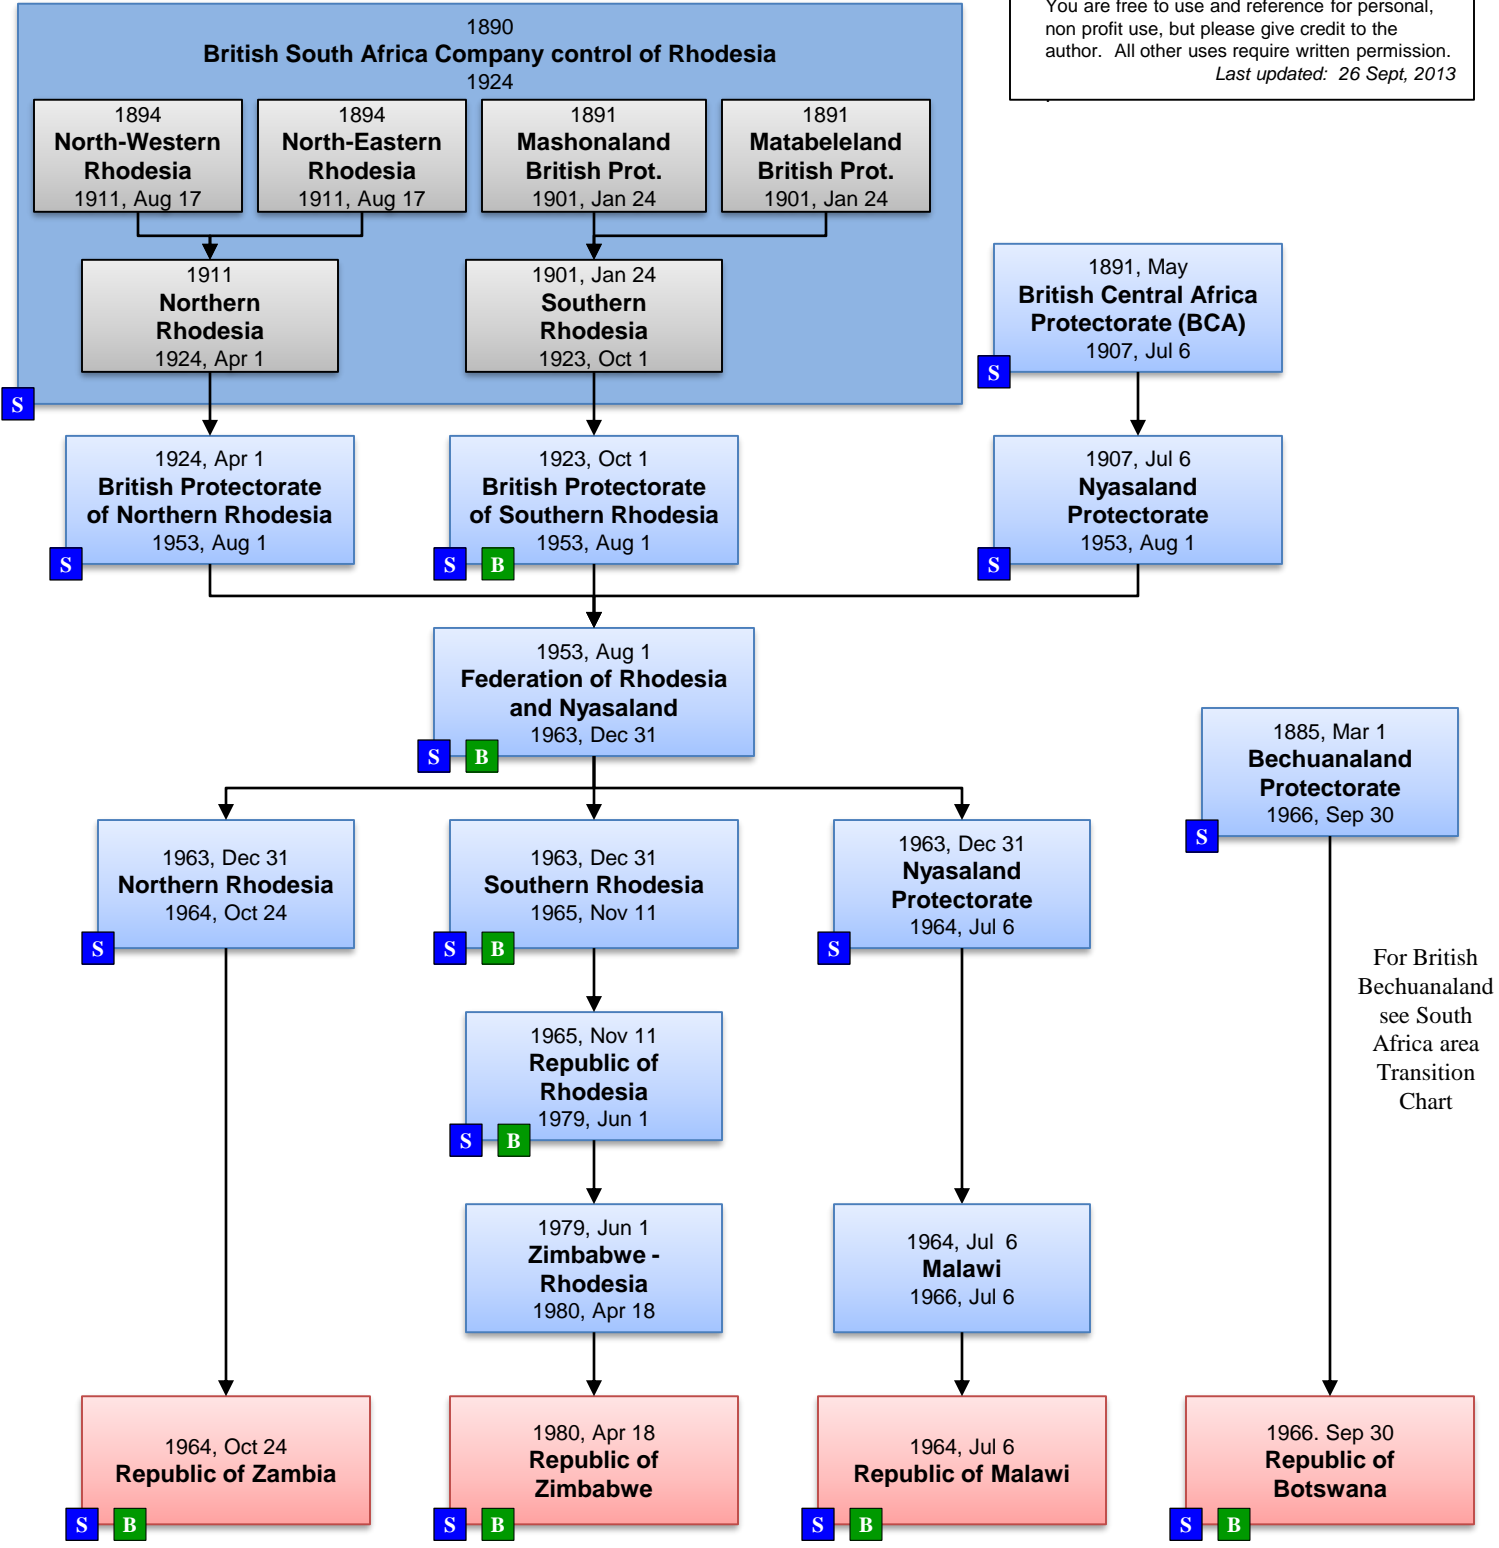 You are free to use and reference for personal,
non profit use, but please give credit to the
author. All other uses require written permission.
Last updated: 26 Sept, 2013
1890
British South Africa Company control of Rhodesia
1924
1894
North-Western
Rhodesia
1911, Aug 17
1894
North-Eastern
Rhodesia
1911, Aug 17
1891
Mashonaland
British Prot.
1901, Jan 24
1891
Matabeleland
British Prot.
1901, Jan 24
1911
Northern
Rhodesia
1924, Apr 1
1901, Jan 24
Southern
Rhodesia
1923, Oct 1
S
1891, May
British Central Africa
Protectorate (BCA)
1907, Jul 6
S
1924, Apr 1
British Protectorate
of Northern Rhodesia
1953, Aug 1
S
1923, Oct 1
British Protectorate
of Southern Rhodesia
1953, Aug 1
S B
1907, Jul 6
Nyasaland
Protectorate
1953, Aug 1
S
1953, Aug 1
Federation of Rhodesia
and Nyasaland
1963, Dec 31
S B
1885, Mar 1
Bechuanaland
Protectorate
1966, Sep 30
S
1963, Dec 31
Northern Rhodesia
1964, Oct 24
S
1963, Dec 31
Southern Rhodesia
1965, Nov 11
S B
1963, Dec 31
Nyasaland
Protectorate
1964, Jul 6
S
For British
Bechuanaland
see South
Africa area
Transition
Chart
1965, Nov 11
Republic of
Rhodesia
1979, Jun 1
S B
1979, Jun 1
Zimbabwe -
Rhodesia
1980, Apr 18
1964, Jul 6
Malawi
1966, Jul 6
1964, Oct 24
Republic of Zambia
S B
1980, Apr 18
Republic of
Zimbabwe
S B
1964, Jul 6
Republic of Malawi
S B
1966. Sep 30
Republic of
Botswana
S B